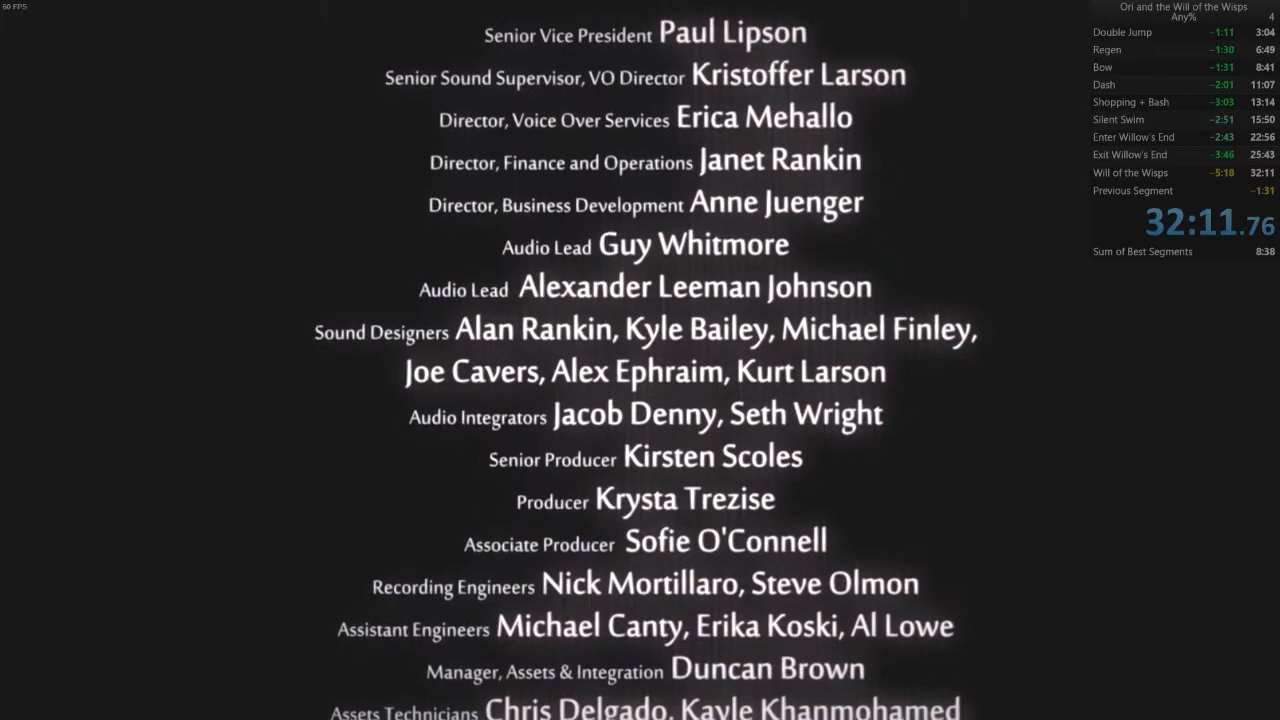 60 FPS
Ori and the Will of the Wisps
Any% 4
Double Jump −1:11 3:04
Regen −1:30 6:49
Bow −1:31 8:41
Dash −2:01 11:07
Shopping + Bash −3:03 13:14
Silent Swim −2:51 15:50
Enter Willow's End −2:43 22:56
Exit Willow's End −3:46 25:43
Will of the Wisps −5:18 32:11
Previous Segment −1:31
32:11.76
Sum of Best Segments 8:38
Senior Vice President Paul Lipson
Senior Sound Supervisor, VO Director Kristoffer Larson
Director, Voice Over Services Erica Mehallo
Director, Finance and Operations Janet Rankin
Director, Business Development Anne Juenger
Audio Lead Guy Whitmore
Audio Lead Alexander Leeman Johnson
Sound Designers Alan Rankin, Kyle Bailey, Michael Finley,
Joe Cavers, Alex Ephraim, Kurt Larson
Audio Integrators Jacob Denny, Seth Wright
Senior Producer Kirsten Scoles
Producer Krysta Trezise
Associate Producer Sofie O'Connell
Recording Engineers Nick Mortillaro, Steve Olmon
Assistant Engineers Michael Canty, Erika Koski, Al Lowe
Manager, Assets & Integration Duncan Brown
Assets Technicians Chris Delgado, Kayle Khanmohamed